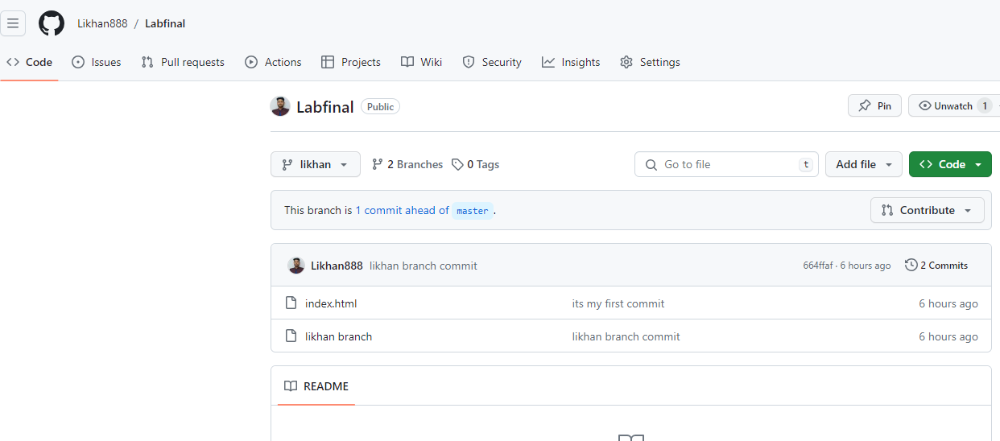 Likhan888 / Labfinal
Code Issues Pull requests Actions Projects Wiki Security Insights Settings
Labfinal Public Pin Unwatch 1
likhan 2 Branches 0 Tags Go to file t Add file Code
This branch is 1 commit ahead of master .
Contribute
Likhan888 likhan branch commit 664ffaf · 6 hours ago 2 Commits
index.html its my first commit 6 hours ago
likhan branch likhan branch commit 6 hours ago
README